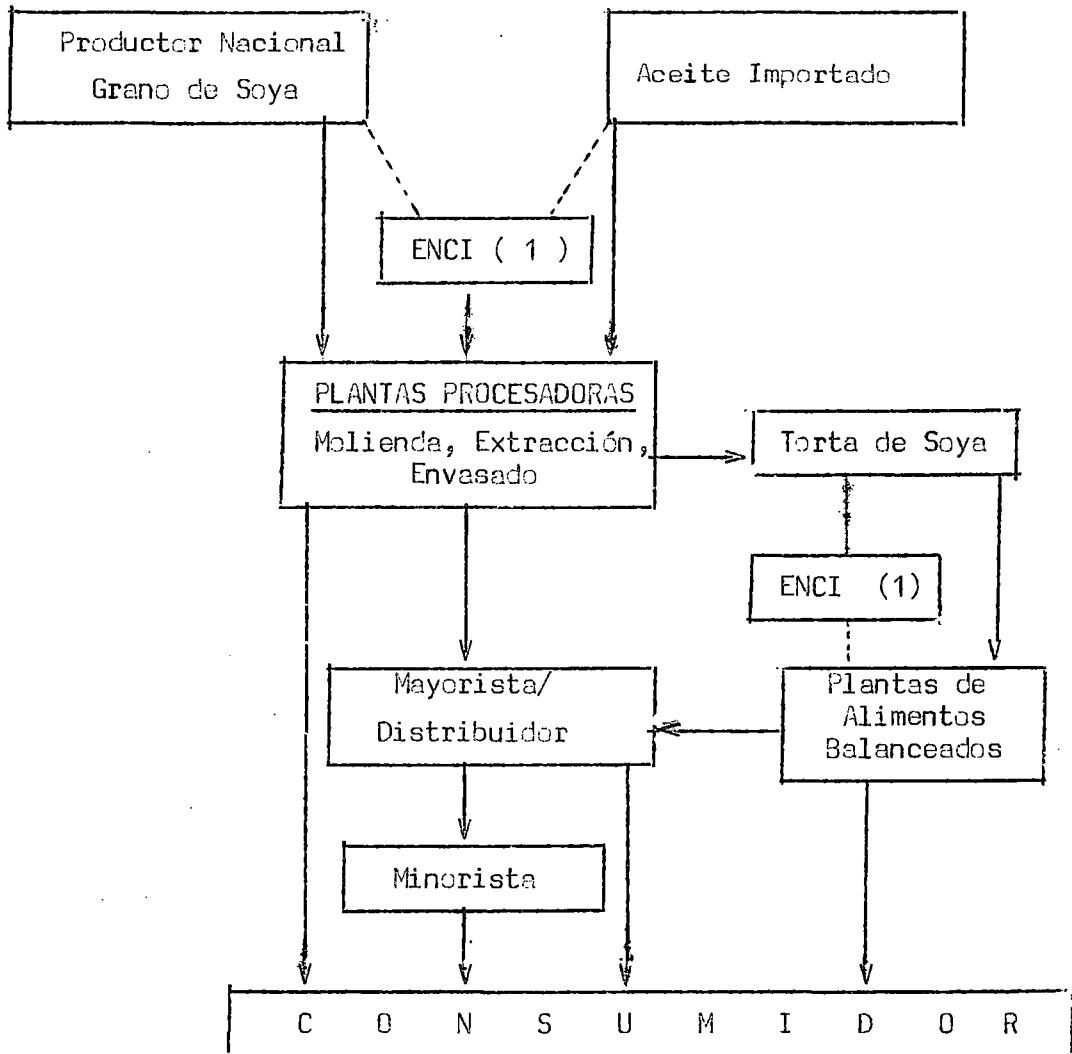 Productor Nacional
Grano de Soya
Aceite Importado
ENCI ( 1 )
PLANTAS PROCESADORAS
Molienda, Extracción,
Envasado
Torta de Soya
ENCI (1)
Mayorista/
Distribuidor
Plantas de
Alimentos
Balanceados
Minorista
C O N S U M I D O R